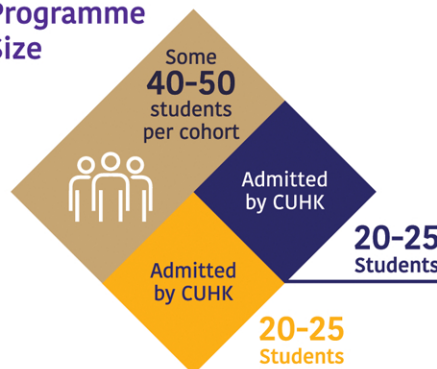 Programme
Size
Some
40-50
students
per cohort
Admitted
by CUHK
20-25
Students
Admitted
by CUHK
20-25
Students